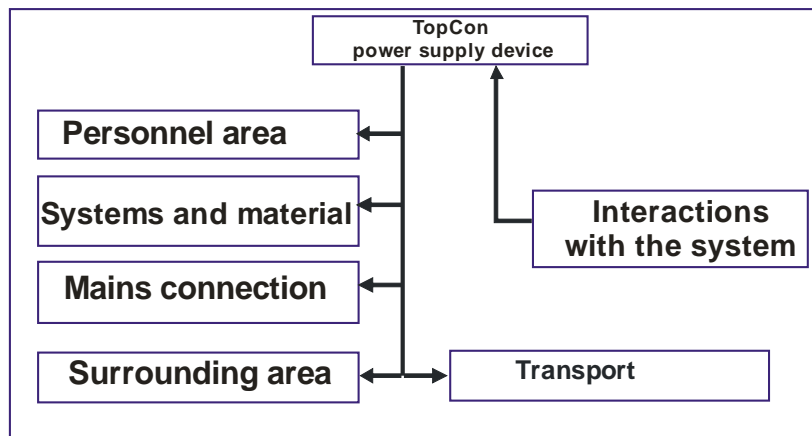 TopCon
power supply device
Personnel area
Systems and material
Interactions
with the system
Mains connection
Surrounding area
Transport